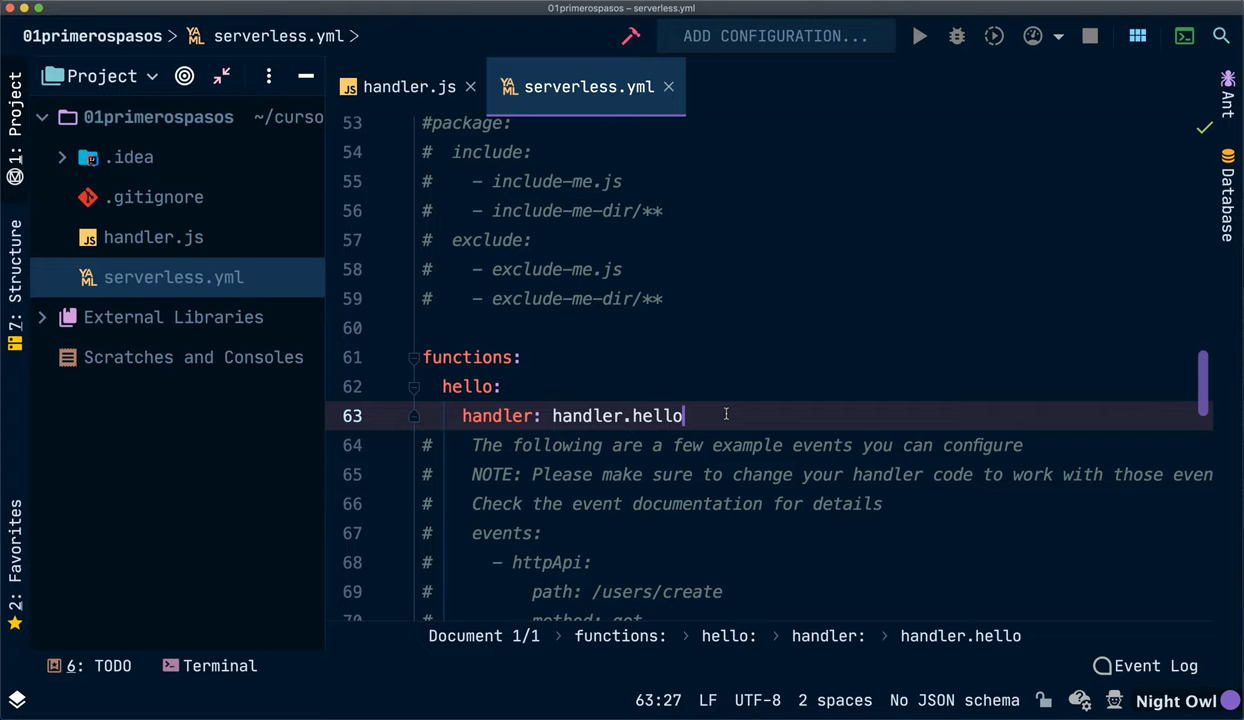 01primerospasos – serverless.yml
01primerospasos > serverless.yml >
ADD CONFIGURATION...
Project
handler.js
serverless.yml
1: Project
7: Structure
2: Favorites
01primerospasos ~/curso
.idea
.gitignore
handler.js
serverless.yml
External Libraries
Scratches and Consoles
53 #package:
54 #  include:
55 #    - include-me.js
56 #    - include-me-dir/**
57 #  exclude:
58 #    - exclude-me.js
59 #    - exclude-me-dir/**
60
61 functions:
62   hello:
63     handler: handler.hello
64 #    The following are a few example events you can configure
65 #    NOTE: Please make sure to change your handler code to work with those even
66 #    Check the event documentation for details
67 #    events:
68 #      - httpApi:
69 #          path: /users/create
70 #          method: get
Ant
Database
Document 1/1 > functions: > hello: > handler: > handler.hello
6: TODO Terminal Event Log
63:27 LF UTF-8 2 spaces No JSON schema Night Owl